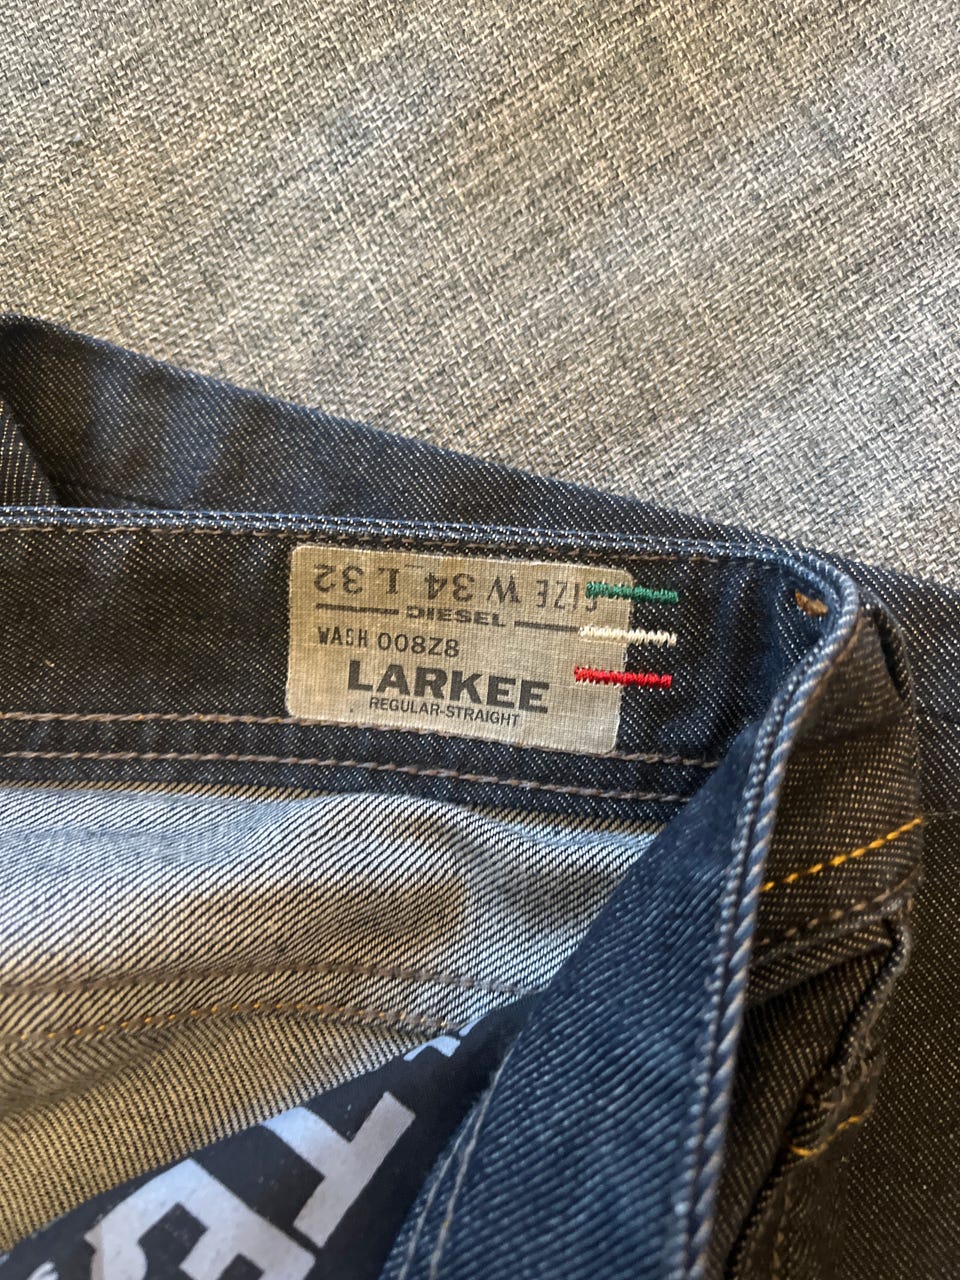 SIZE W 34 L 32
DIESEL
WASH 008Z8
LARKEE
REGULAR-STRAIGHT